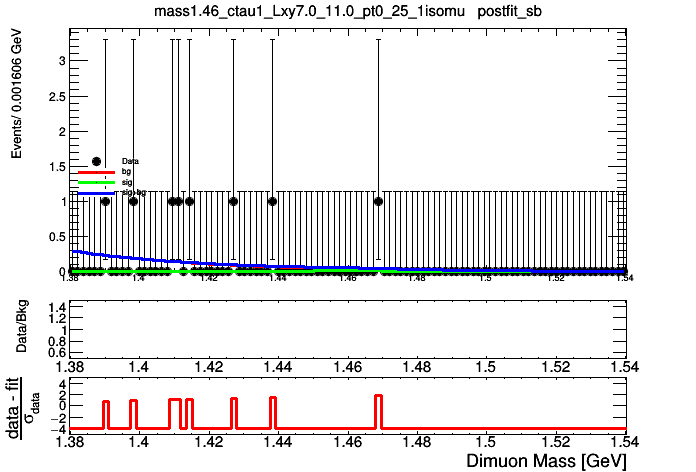 mass1.46_ctau1_Lxy7.0_11.0_pt0_25_1isomu postfit_sb
Events/ 0.001606 GeV
3
2.5
2
1.5
1
0.5
0
Data
bg
sig
sig+bg
1.38 1.4 1.42 1.44 1.46 1.48 1.5 1.52 1.54
Data/Bkg
1.4
1.2
1
0.8
0.6
1.38 1.4 1.42 1.44 1.46 1.48 1.5 1.52 1.54
data - fit
σdata
4
2
0
−2
−4
1.38 1.4 1.42 1.44 1.46 1.48 1.5 1.52 1.54
Dimuon Mass [GeV]